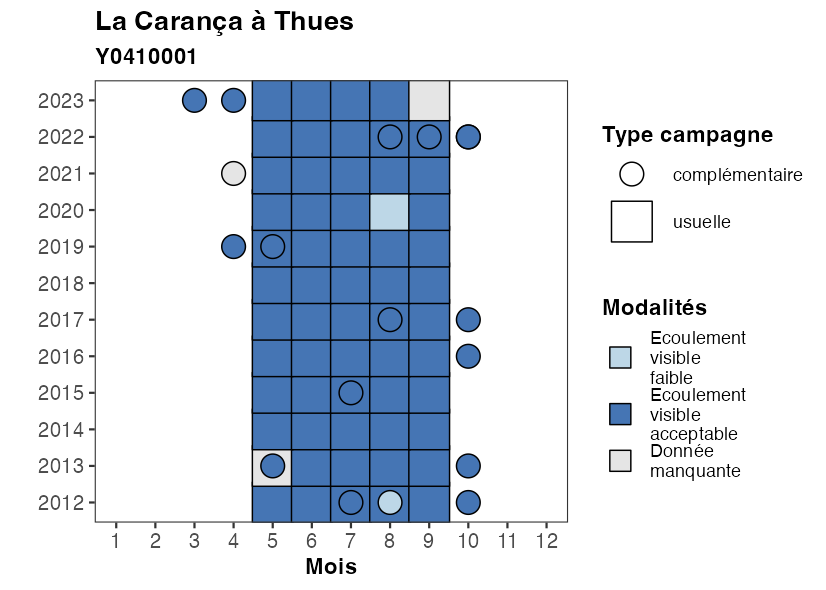 La Carança à Thues
Y0410001
2023
2022
2021
2020
2019
2018
2017
2016
2015
2014
2013
2012
1 2 3 4 5 6 7 8 9 10 11 12
Mois
Type campagne
complémentaire
usuelle
Modalités
Ecoulement
visible
faible
Ecoulement
visible
acceptable
Donnée
manquante